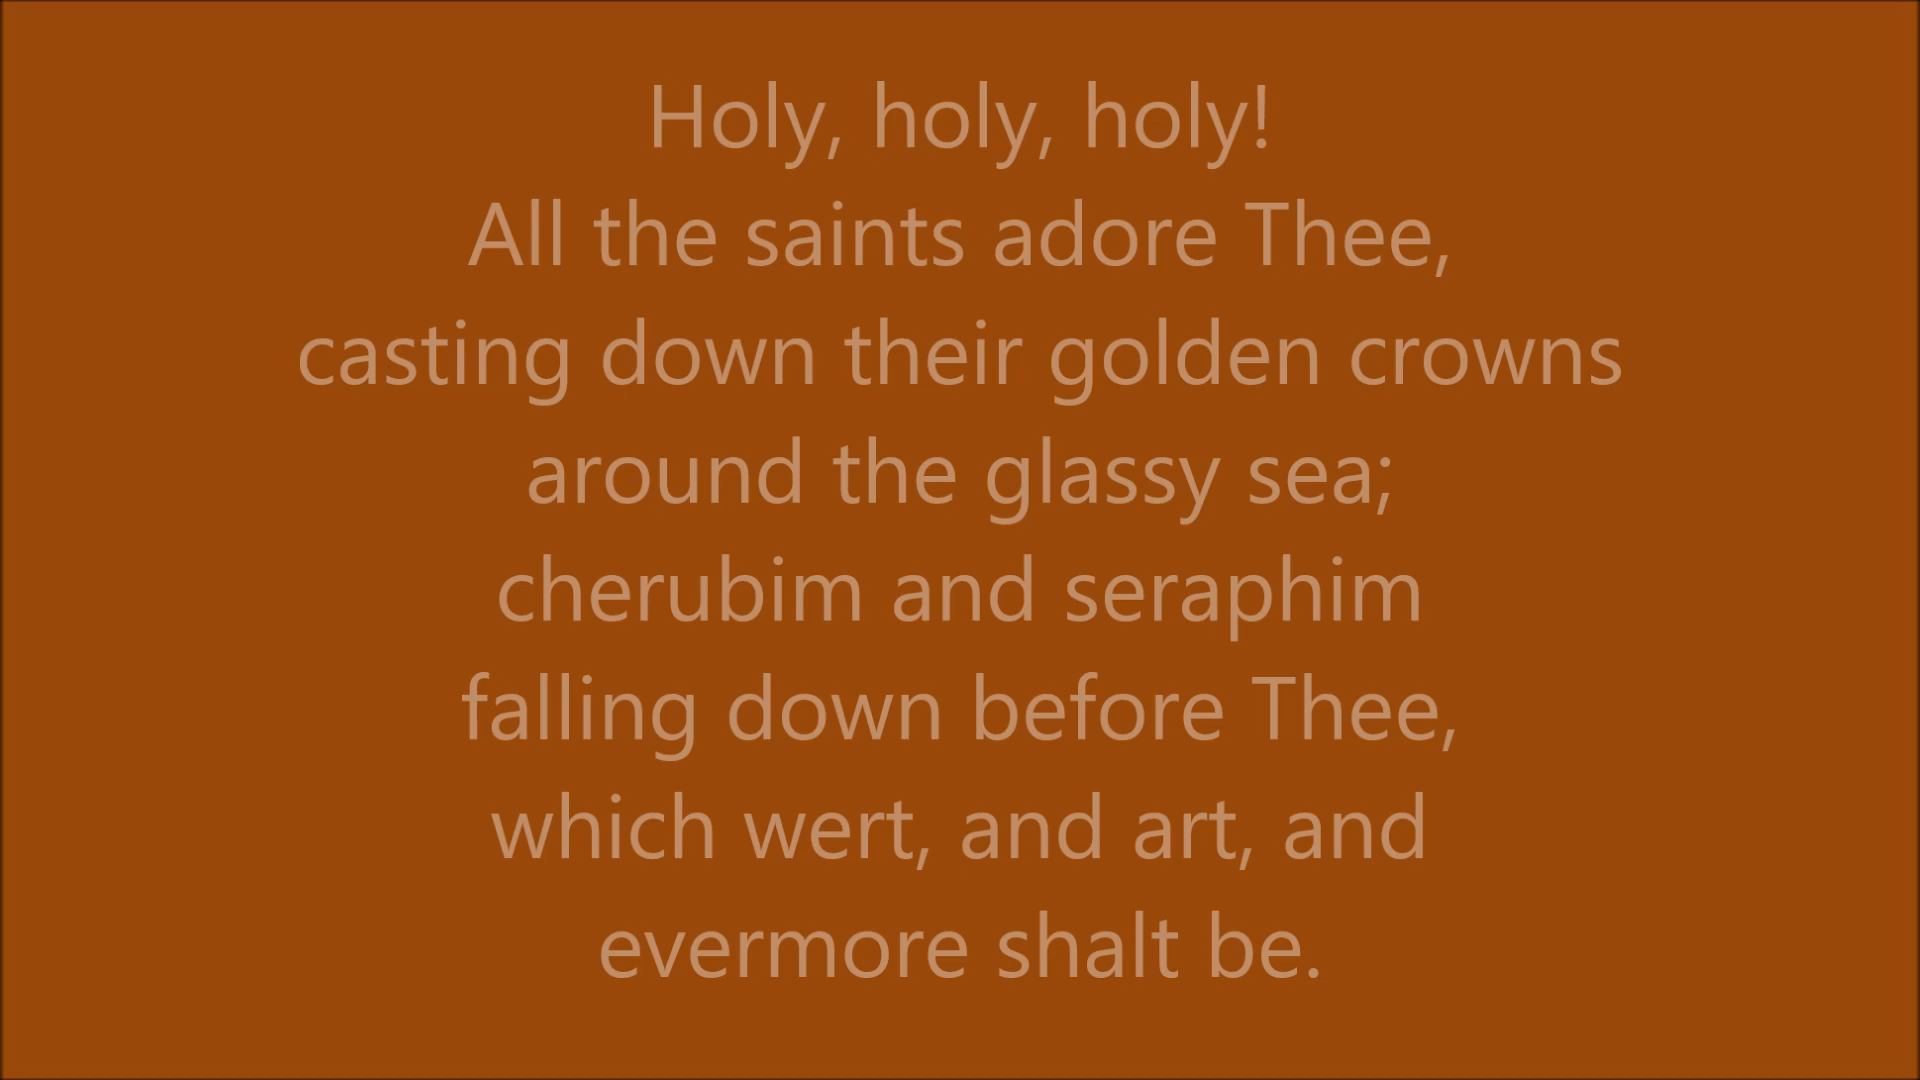 Holy, holy, holy!
All the saints adore Thee,
casting down their golden crowns
around the glassy sea;
cherubim and seraphim
falling down before Thee,
which wert, and art, and
evermore shalt be.